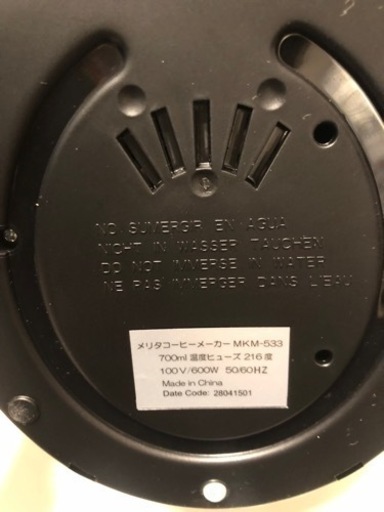 NO SUMERGIR EN AGUA
NICHT IN WASSER TAUCHEN
DO NOT IMMERSE IN WATER
NE PAS IMMERGER DANS L'EAU
メリタコーヒーメーカー MKM-533
700ml 温度ヒューズ 216度
100V/600W 50/60HZ
Made in China
Date Code: 28041501